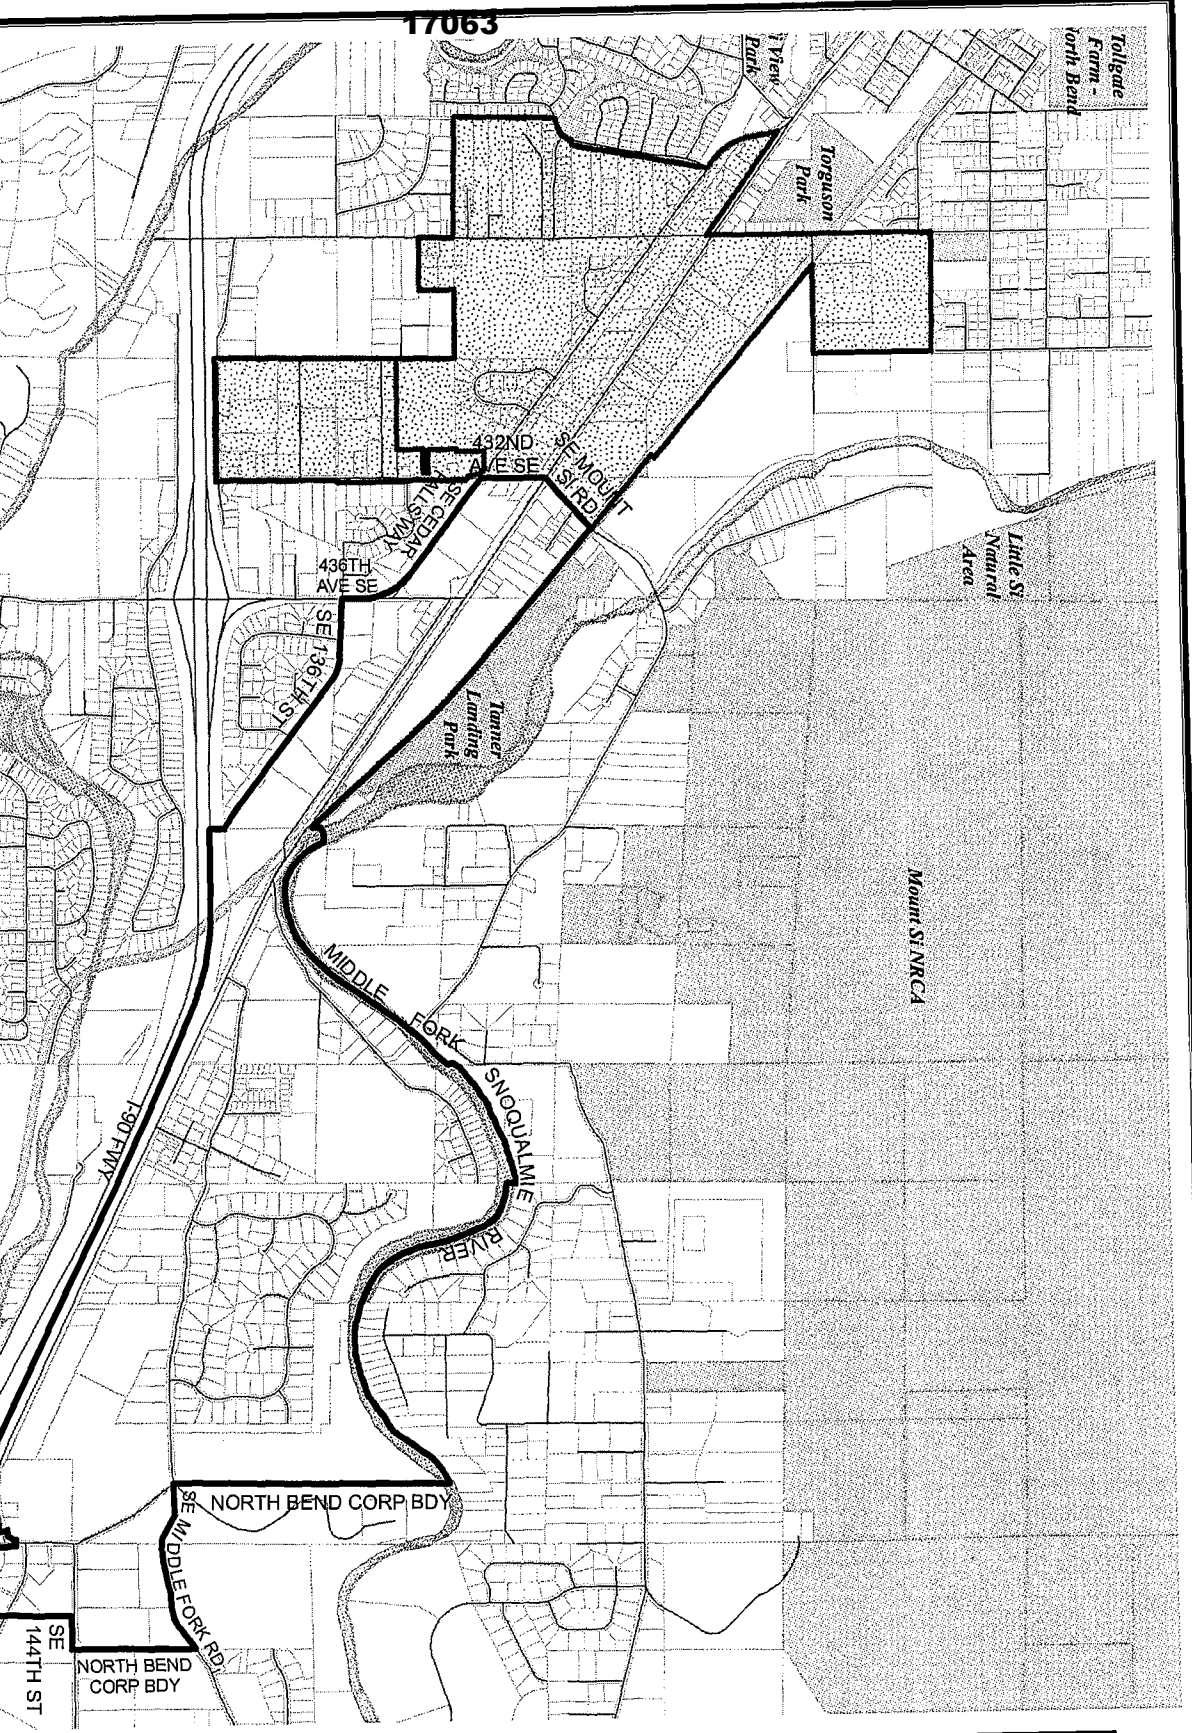 17063
Tollgate
Farm -
North Bend
Si View
Park
Torguson
Park
432ND
AVE SE
SE MOUNT
SI RD
SE CEDAR
FALLS WAY
436TH
AVE SE
SE 136TH ST
Little Si
Natural
Area
Tanner
Landing
Park
Mount Si NRCA
MIDDLE FORK SNOQUALMIE RIVER
I-90 FWY
NORTH BEND CORP BDY
SE MIDDLE FORK RD
SE
144TH ST
NORTH BEND
CORP BDY